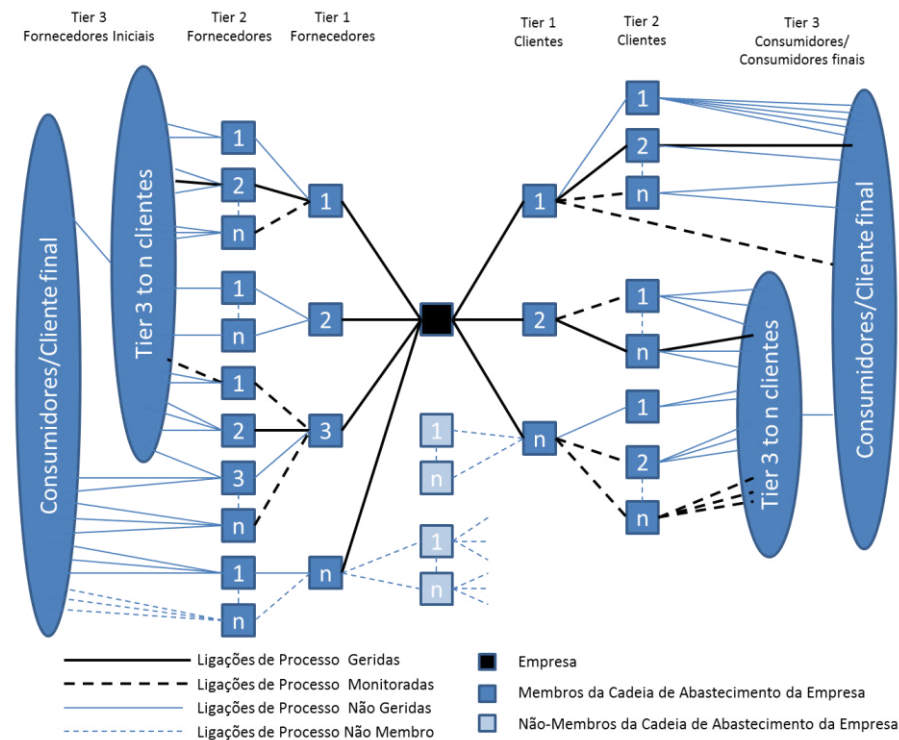 Tier 3
Fornecedores Iniciais
Tier 2
Fornecedores
Tier 1
Fornecedores
Tier 1
Clientes
Tier 2
Clientes
Tier 3
Consumidores/
Consumidores finais
Consumidores/Cliente final
Tier 3 to n clientes
1
2
n
1
n
1
2
3
n
1
n
1
2
3
n
1
n
1
n
1
2
n
1
2
n
1
n
1
2
n
Tier 3 to n clientes
Consumidores/Cliente final
Ligações de Processo Geridas
Ligações de Processo Monitoradas
Ligações de Processo Não Geridas
Ligações de Processo Não Membro
Empresa
Membros da Cadeia de Abastecimento da Empresa
Não-Membros da Cadeia de Abastecimento da Empresa